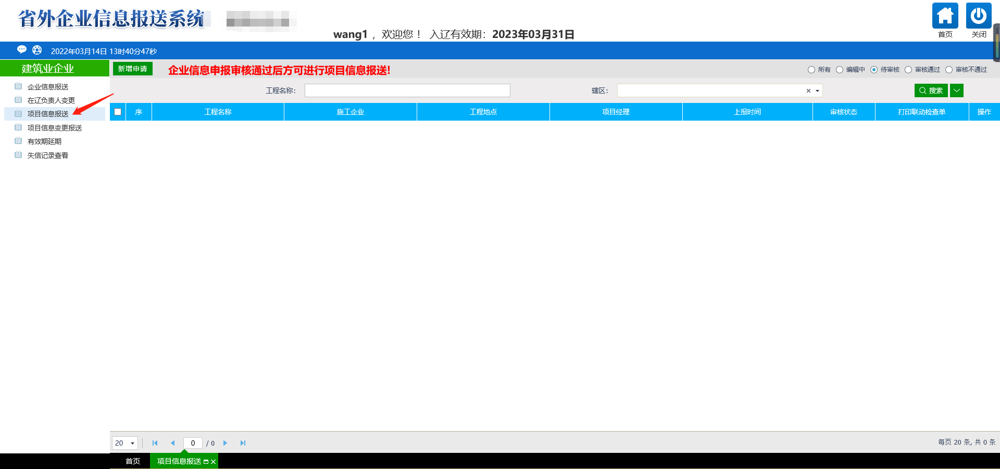 省外企业信息报送系统
wang1 ，欢迎您！ 入辽有效期：2023年03月31日
首页 关闭
2022年03月14日 13时40分47秒
建筑业企业
企业信息报送
在辽负责人变更
项目信息报送
项目信息变更报送
有效期延期
失信记录查看
新增申请 企业信息申报审核通过后方可进行项目信息报送!
所有 编辑中 待审核 审核通过 审核不通过
工程名称： 辖区： 搜索
序 工程名称 施工企业 工程地点 项目经理 上报时间 审核状态 打印联动检查单 操作
20 0 / 0 每页 20 条, 共 0 条
首页 项目信息报送